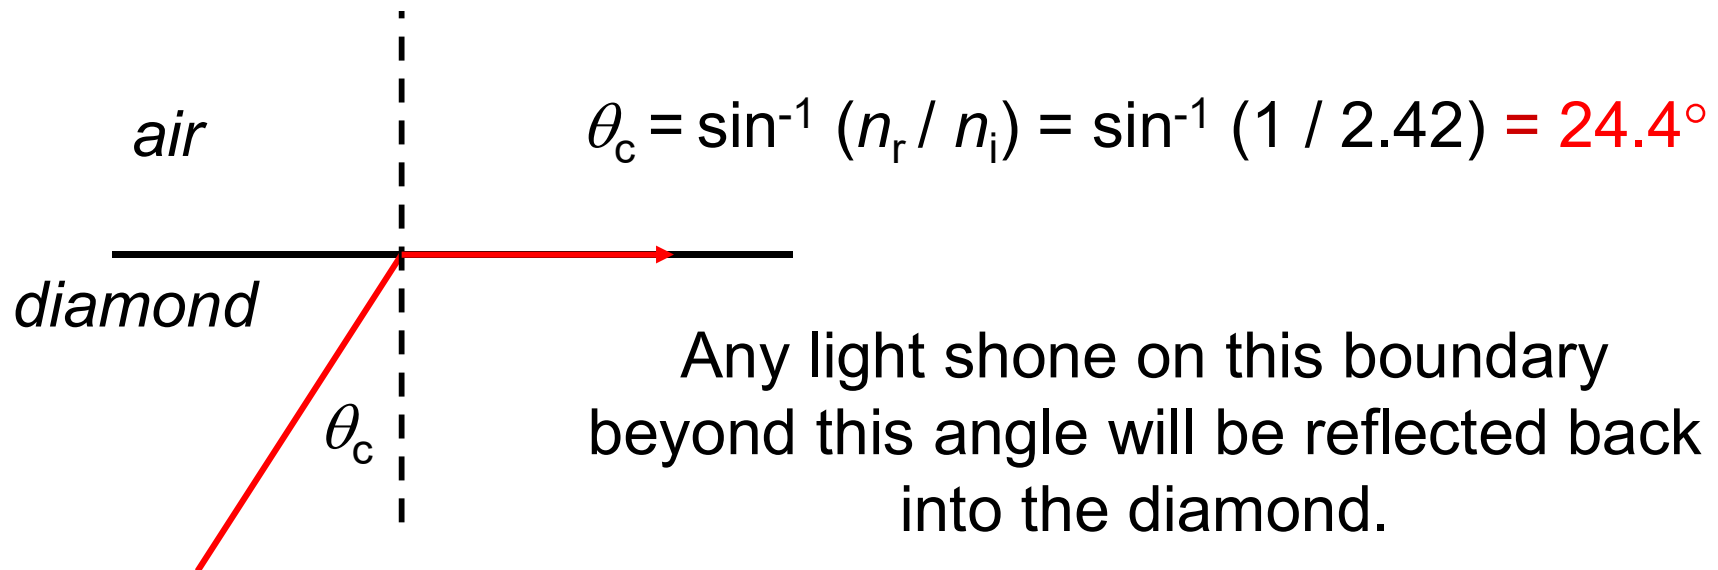 air
θc = sin-1 (nr / ni) = sin-1 (1 / 2.42) = 24.4°
diamond
θc
Any light shone on this boundary
beyond this angle will be reflected back
into the diamond.